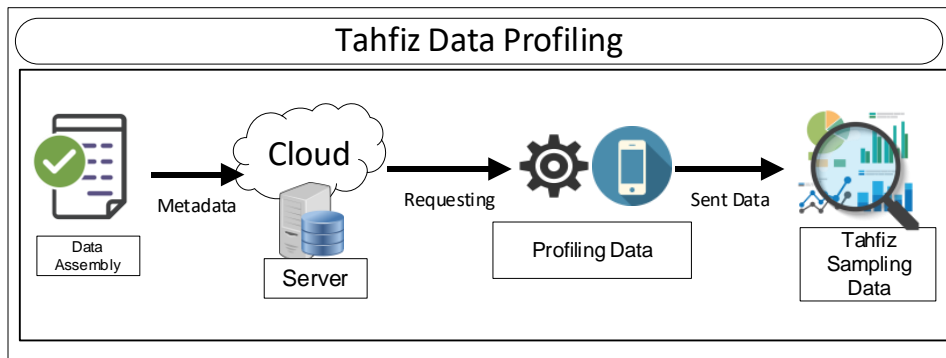 Tahfiz Data Profiling
Cloud
Metadata
Requesting
Sent Data
Data
Assembly
Server
Profiling Data
Tahfiz
Sampling
Data